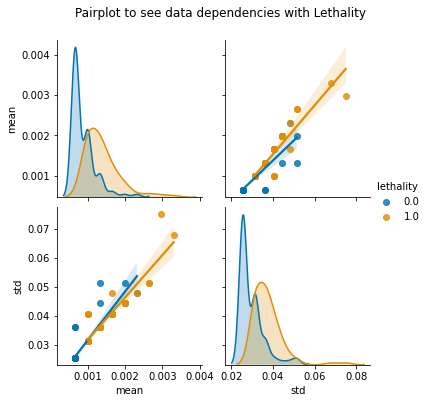 Pairplot to see data dependencies with Lethality
0.004
0.003
0.002
0.001
mean
lethality
0.0
1.0
0.07
0.06
0.05
0.04
0.03
std
0.001 0.002 0.003 0.004
mean
0.02 0.04 0.06 0.08
std